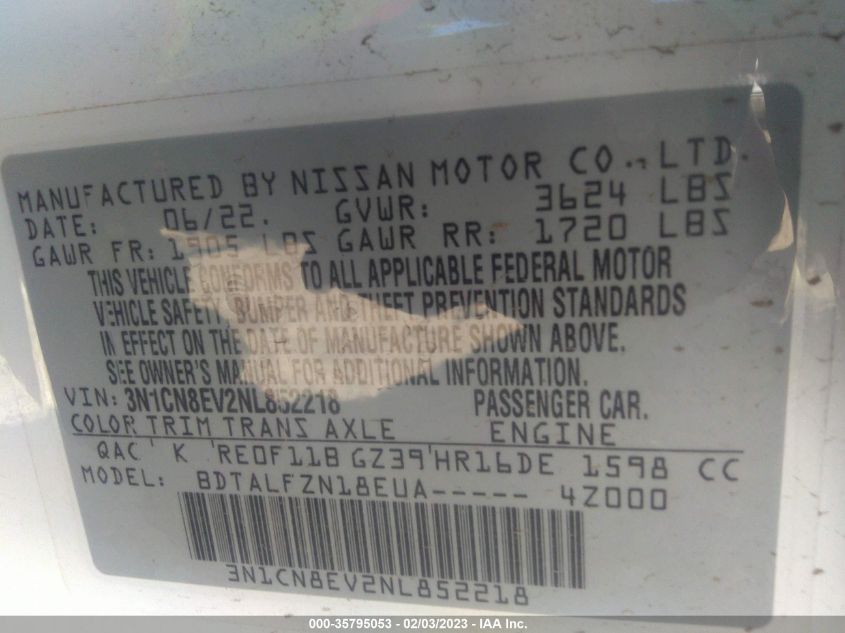 MANUFACTURED BY NISSAN MOTOR CO., LTD.
DATE: 06/22. GVWR: 3624 LBS
GAWR FR: 1905 LBS GAWR RR: 1720 LBS
THIS VEHICLE CONFORMS TO ALL APPLICABLE FEDERAL MOTOR
VEHICLE SAFETY, BUMPER AND THEFT PREVENTION STANDARDS
IN EFFECT ON THE DATE OF MANUFACTURE SHOWN ABOVE.
SEE OWNER'S MANUAL FOR ADDITIONAL INFORMATION.
VIN: 3N1CN8EV2NL852218 PASSENGER CAR.
COLOR TRIM TRANS AXLE ENGINE
QAC ' K 'RE0F11B GZ39'HR16DE 1598 CC
MODEL: BDTALFZN18EUA----- 4Z000
3N1CN8EV2NL852218
000-35795053 - 02/03/2023 - IAA Inc.